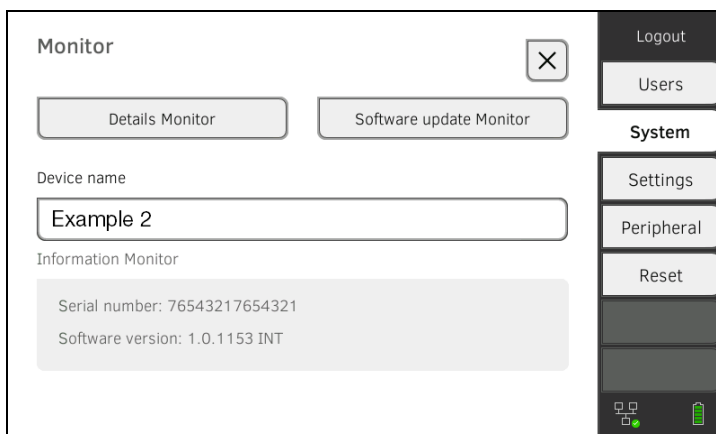 Monitor
Details Monitor
Software update Monitor
Device name
Example 2
Information Monitor
Serial number: 76543217654321
Software version: 1.0.1153 INT
Logout
Users
System
Settings
Peripheral
Reset